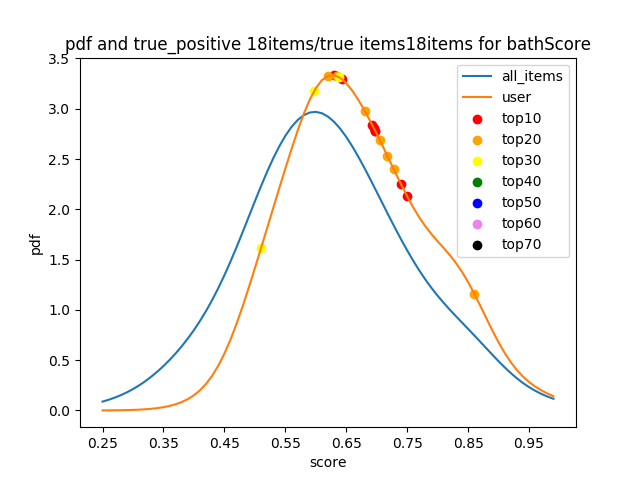 pdf and true_positive 18items/true items18items for bathScore
3.5
3.0
2.5
2.0
1.5
1.0
0.5
0.0
pdf
0.25 0.35 0.45 0.55 0.65 0.75 0.85 0.95
score
all_items
user
top10
top20
top30
top40
top50
top60
top70